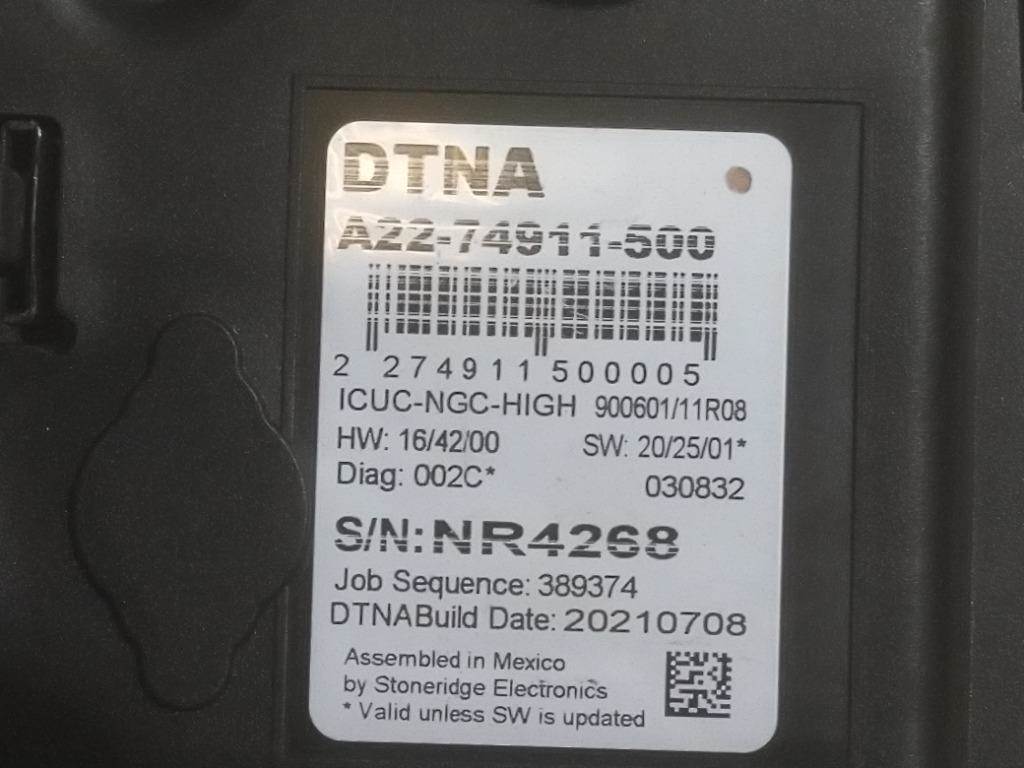 DTNA
A22-74911-500
2 274911 500005
ICUC-NGC-HIGH 900601/11R08
HW: 16/42/00 SW: 20/25/01*
Diag: 002C* 030832
S/N: NR4268
Job Sequence: 389374
DTNABuild Date: 20210708
Assembled in Mexico
by Stoneridge Electronics
* Valid unless SW is updated